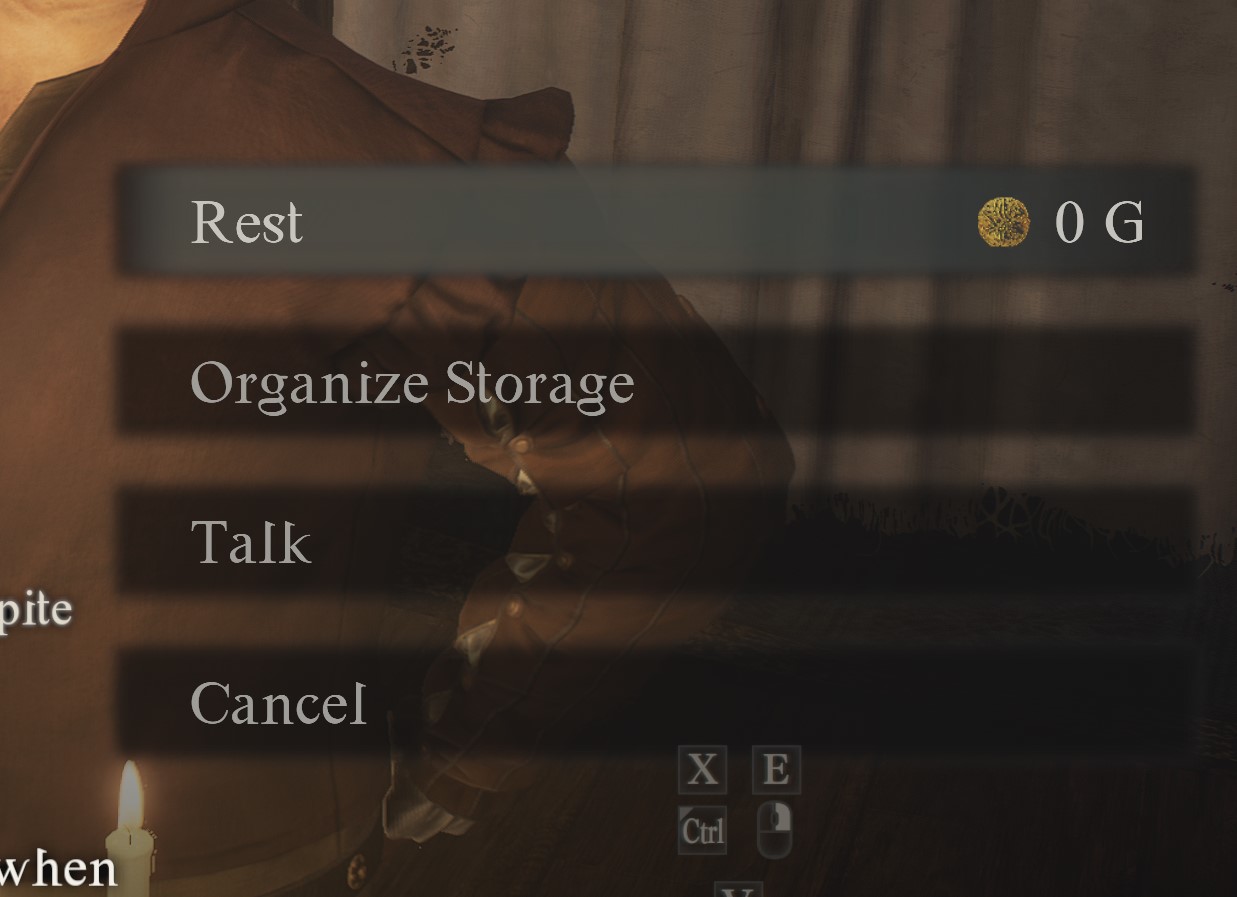 Rest 0 G
Organize Storage
Talk
pite
Cancel
X E
Ctrl
when